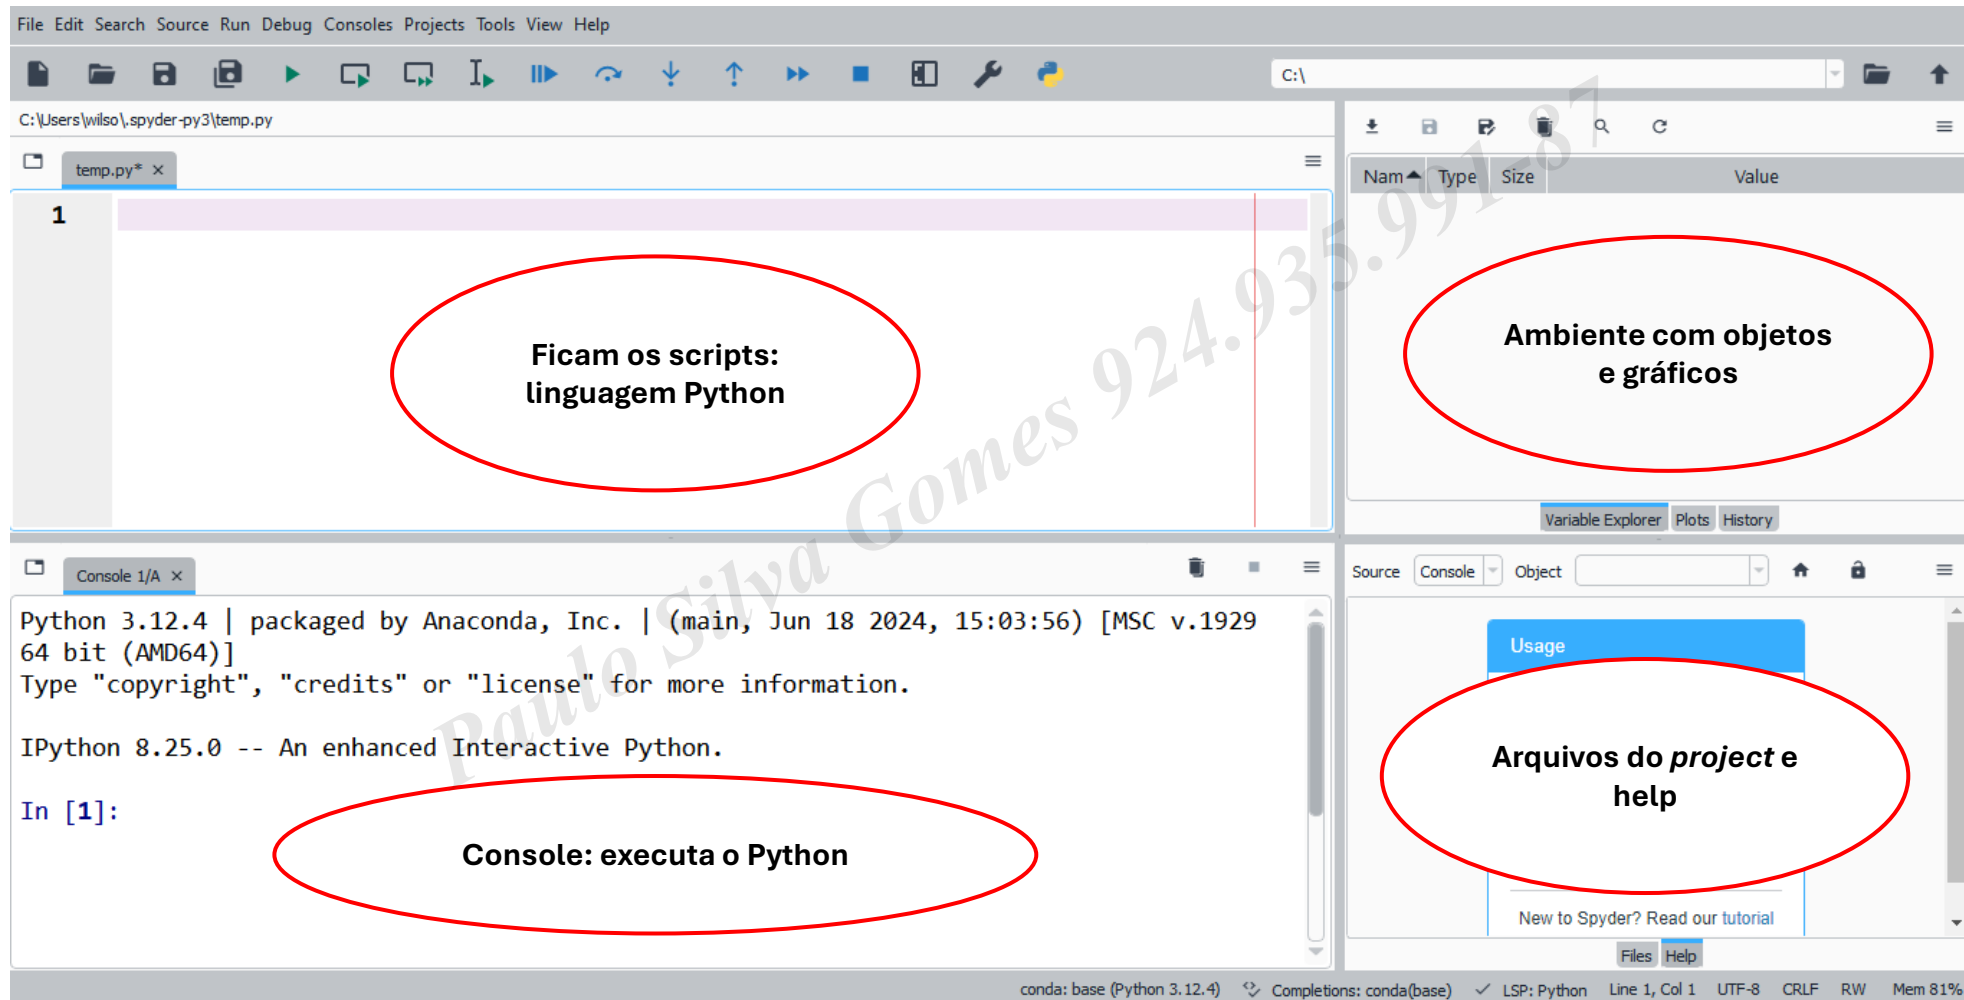 File Edit Search Source Run Debug Consoles Projects Tools View Help
C:\
C:\Users\wilso\.spyder-py3\temp.py
temp.py*
1
Ficam os scripts:
linguagem Python
Nam Type Size Value
Ambiente com objetos
e gráficos
Variable Explorer Plots History
Console 1/A
Python 3.12.4 | packaged by Anaconda, Inc. | (main, Jun 18 2024, 15:03:56) [MSC v.1929
64 bit (AMD64)]
Type "copyright", "credits" or "license" for more information.
IPython 8.25.0 -- An enhanced Interactive Python.
In [1]:
Console: executa o Python
Source Console Object
Usage
Arquivos do project e
help
New to Spyder? Read our tutorial
Files Help
conda: base (Python 3.12.4) Completions: conda(base) LSP: Python Line 1, Col 1 UTF-8 CRLF RW Mem 81%
Paulo Silva Gomes 924.935.991-87